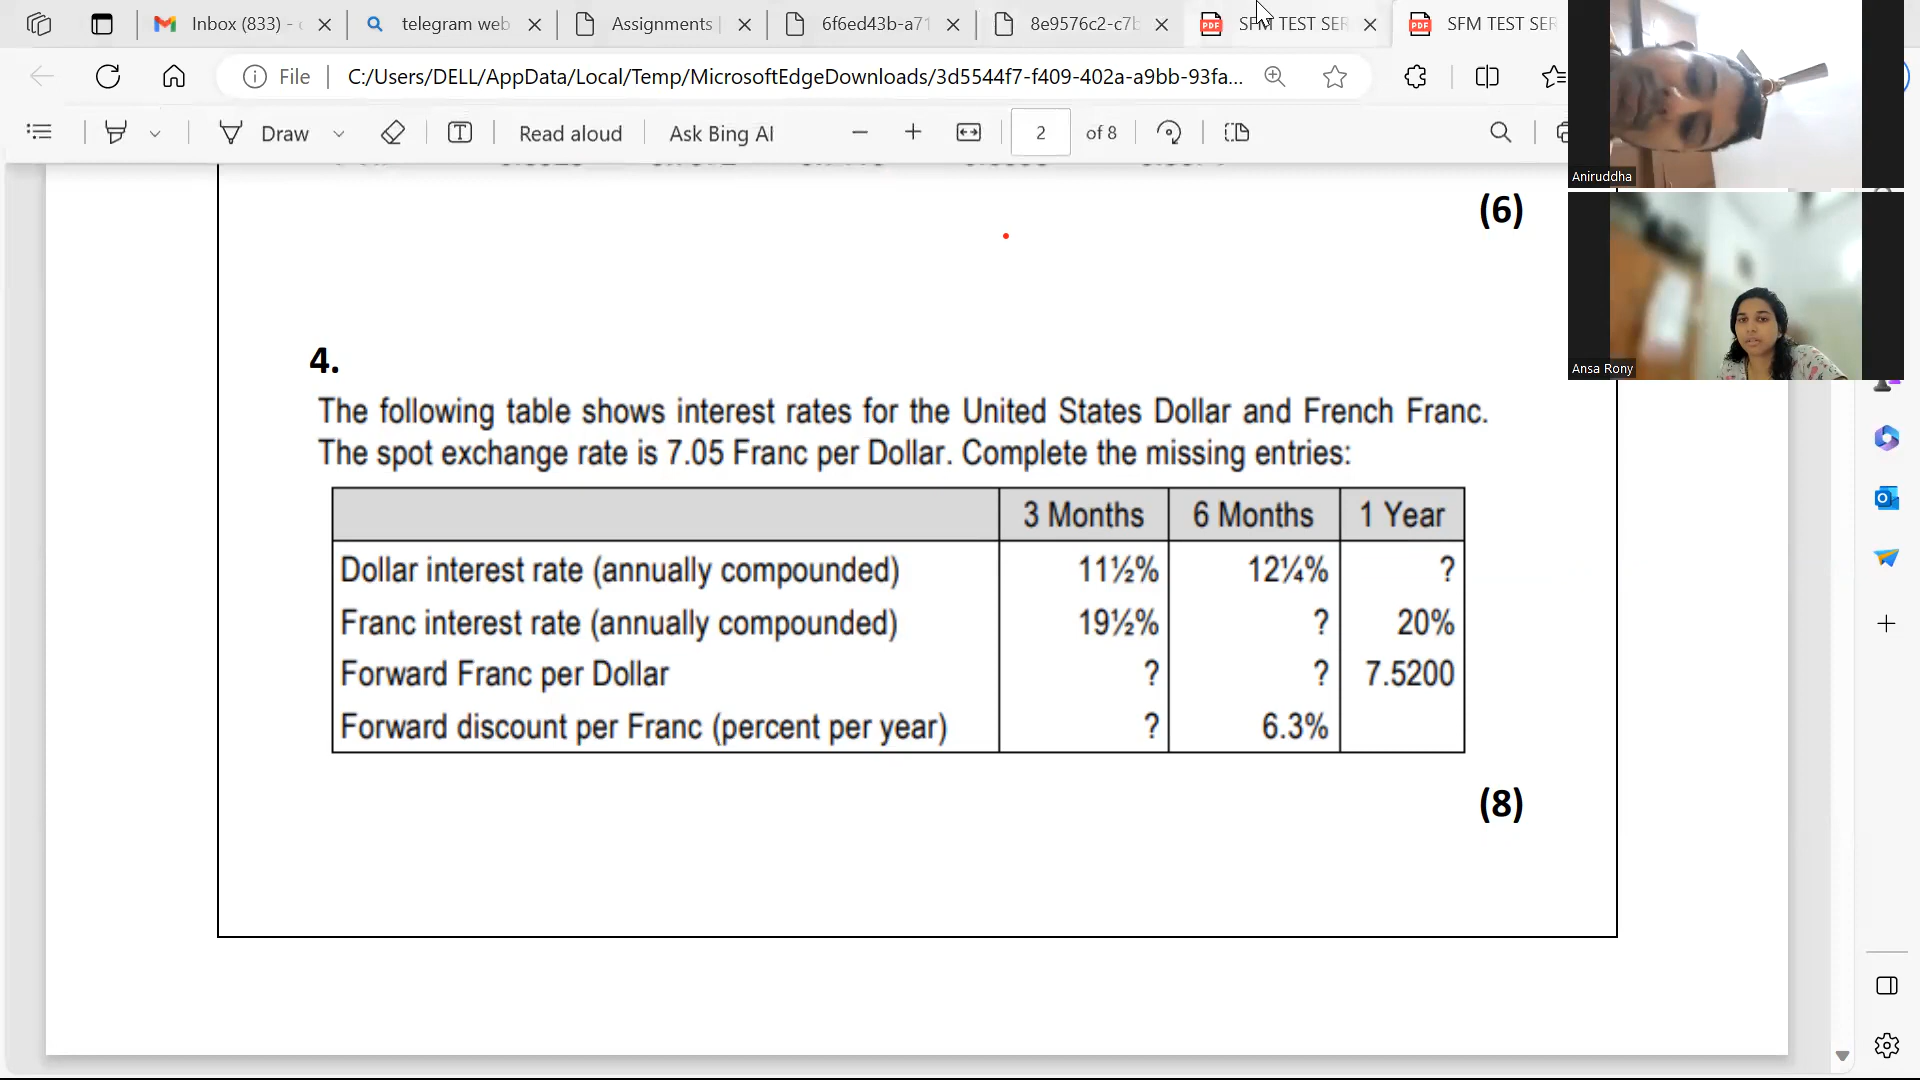 Inbox (833) -
telegram web
Assignments
6f6ed43b-a71
8e9576c2-c7b
SFM TEST SER
SFM TEST SER
File
C:/Users/DELL/AppData/Local/Temp/MicrosoftEdgeDownloads/3d5544f7-f409-402a-a9bb-93fa...
Draw
Read aloud
Ask Bing AI
2 of 8
Aniruddha
Ansa Rony
(6)
4.
The following table shows interest rates for the United States Dollar and French Franc.
The spot exchange rate is 7.05 Franc per Dollar. Complete the missing entries:
3 Months 6 Months 1 Year
Dollar interest rate (annually compounded) 11½% 12¼% ?
Franc interest rate (annually compounded) 19½% ? 20%
Forward Franc per Dollar ? ? 7.5200
Forward discount per Franc (percent per year) ? 6.3%
(8)